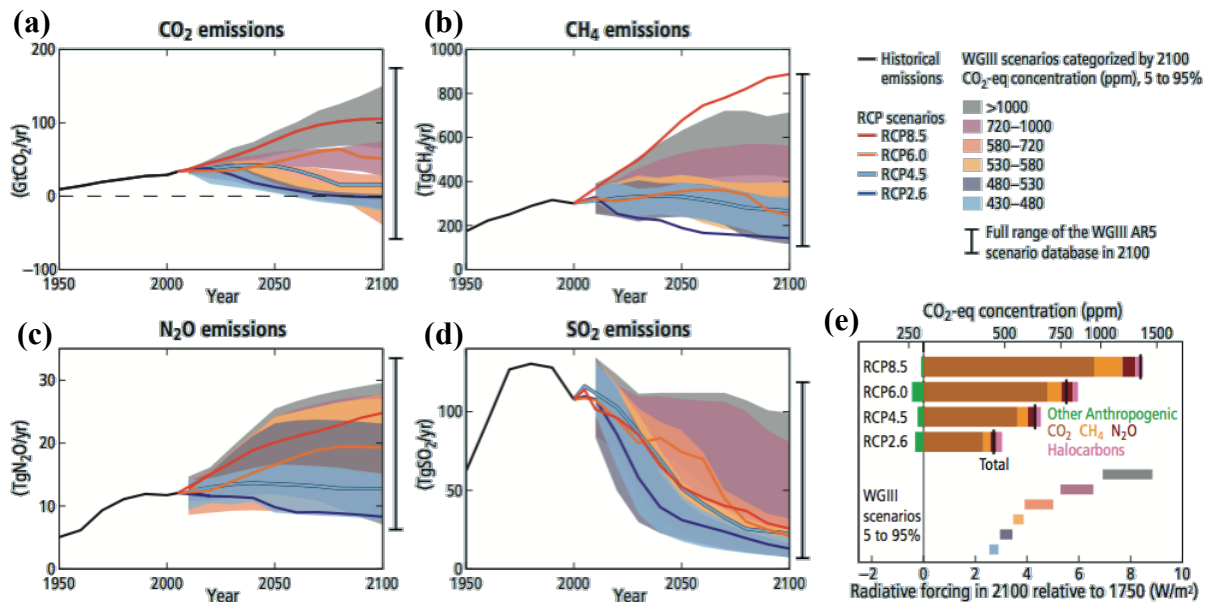 (a)
CO₂ emissions
200
100
0
−100
(GtCO₂/yr)
1950
2000
2050
2100
Year
(b)
CH₄ emissions
1000
800
600
400
200
0
(TgCH₄/yr)
1950
2000
2050
2100
Year
Historical emissions
RCP scenarios
RCP8.5
RCP6.0
RCP4.5
RCP2.6
WGIII scenarios categorized by 2100
CO₂-eq concentration (ppm), 5 to 95%
>1000
720–1000
580–720
530–580
480–530
430–480
Full range of the WGIII AR5
scenario database in 2100
(c)
N₂O emissions
30
20
10
0
(TgN₂O/yr)
1950
2000
2050
2100
Year
(d)
SO₂ emissions
100
50
0
(TgSO₂/yr)
1950
2000
2050
2100
Year
(e)
CO₂-eq concentration (ppm)
250
500
750
1000
1500
RCP8.5
RCP6.0
RCP4.5
RCP2.6
Other Anthropogenic
CO₂ CH₄ N₂O
Halocarbons
Total
WGIII
scenarios
5 to 95%
−2
0
2
4
6
8
10
Radiative forcing in 2100 relative to 1750 (W/m²)